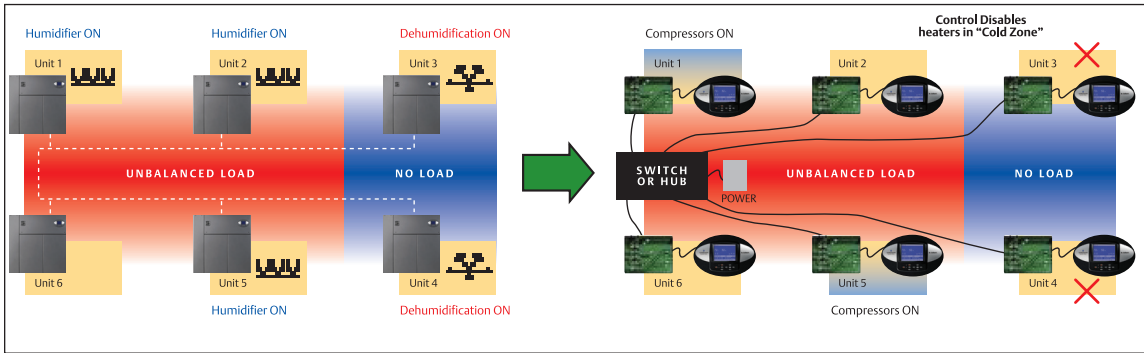 Humidifier ON
Humidifier ON
Dehumidification ON
Unit 1
Unit 2
Unit 3
UNBALANCED LOAD
NO LOAD
Unit 6
Unit 5
Unit 4
Humidifier ON
Dehumidification ON
Compressors ON
Control Disables
heaters in “Cold Zone”
Unit 1
Unit 2
Unit 3
SWITCH
OR HUB
POWER
UNBALANCED LOAD
NO LOAD
Unit 6
Unit 5
Unit 4
Compressors ON